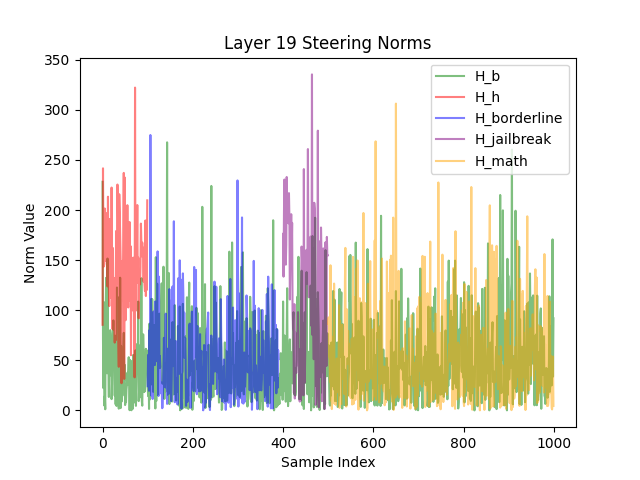 Layer 19 Steering Norms
350
300
250
200
150
100
50
0
Norm Value
H_b
H_h
H_borderline
H_jailbreak
H_math
0
200
400
600
800
1000
Sample Index